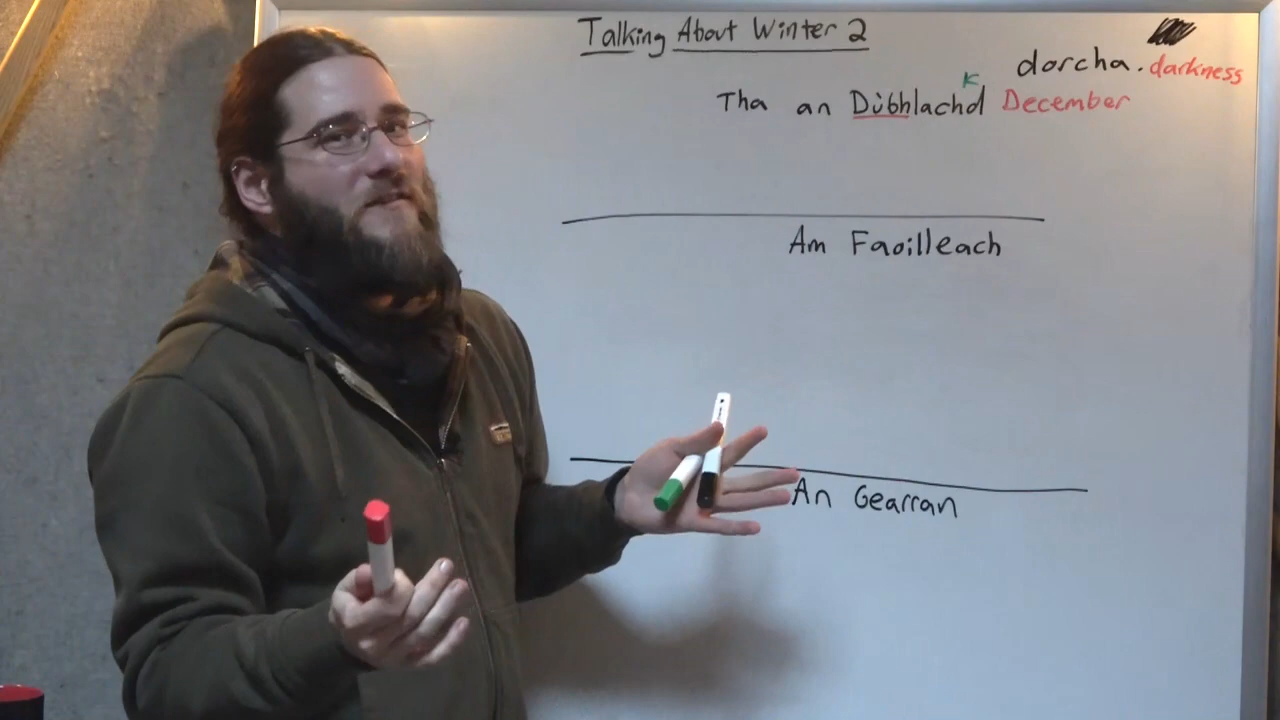 Talking About Winter 2
dorcha. darkness
k
Tha an Dùbhlachd December
Am Faoilleach
An Gearran